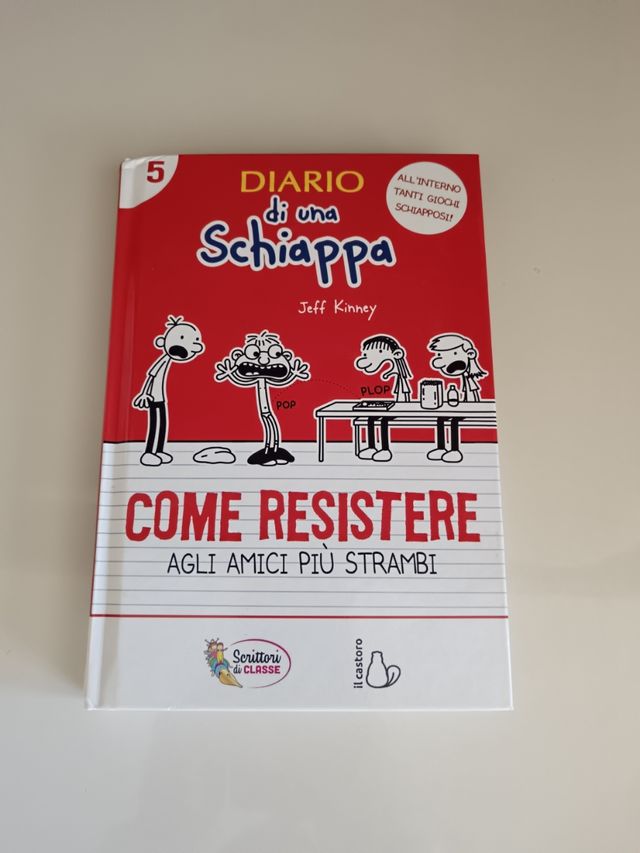 5
DIARIO
di una
Schiappa
ALL'INTERNO
TANTI GIOCHI
SCHIAPPOSI!
Jeff Kinney
POP
PLOP
COME RESISTERE
AGLI AMICI PIÙ STRAMBI
Scrittori
di CLASSE
il castoro